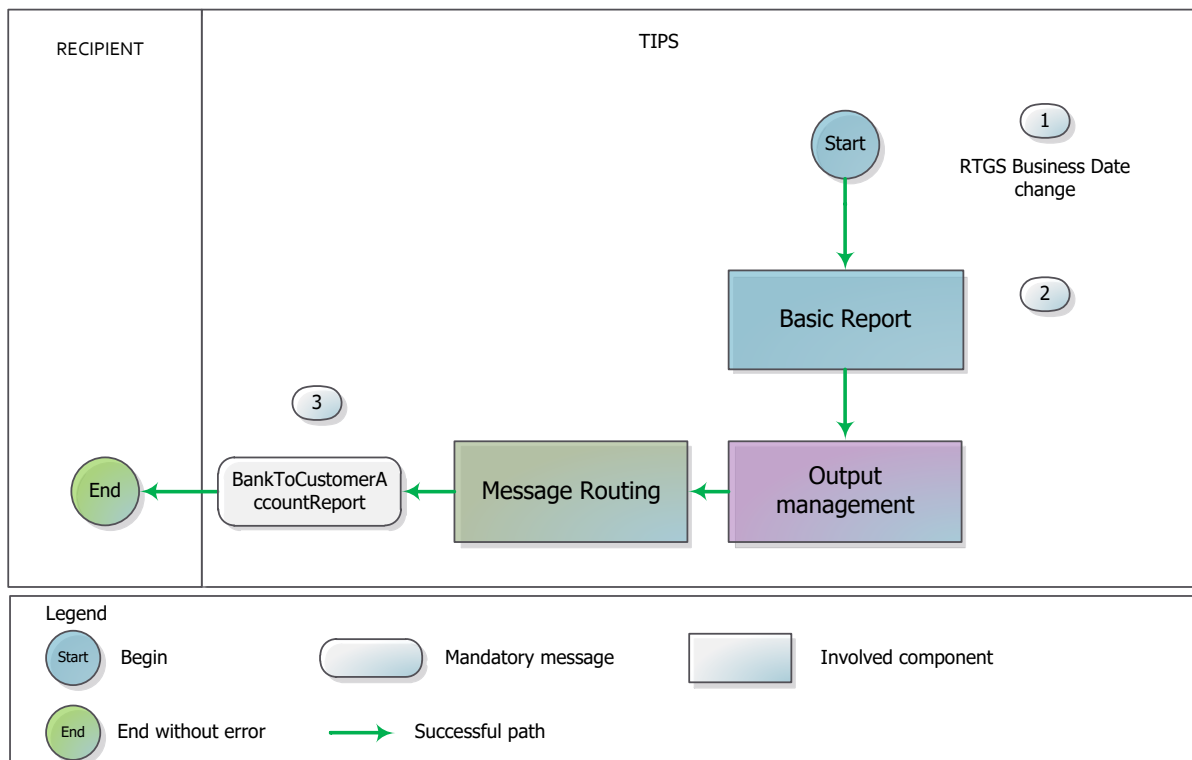 RECIPIENT
TIPS
Start
1
RTGS Business Date
change
Basic Report
2
3
End
BankToCustomerA
ccountReport
Message Routing
Output
management
Legend
Start
Begin
Mandatory message
Involved component
End
End without error
Successful path